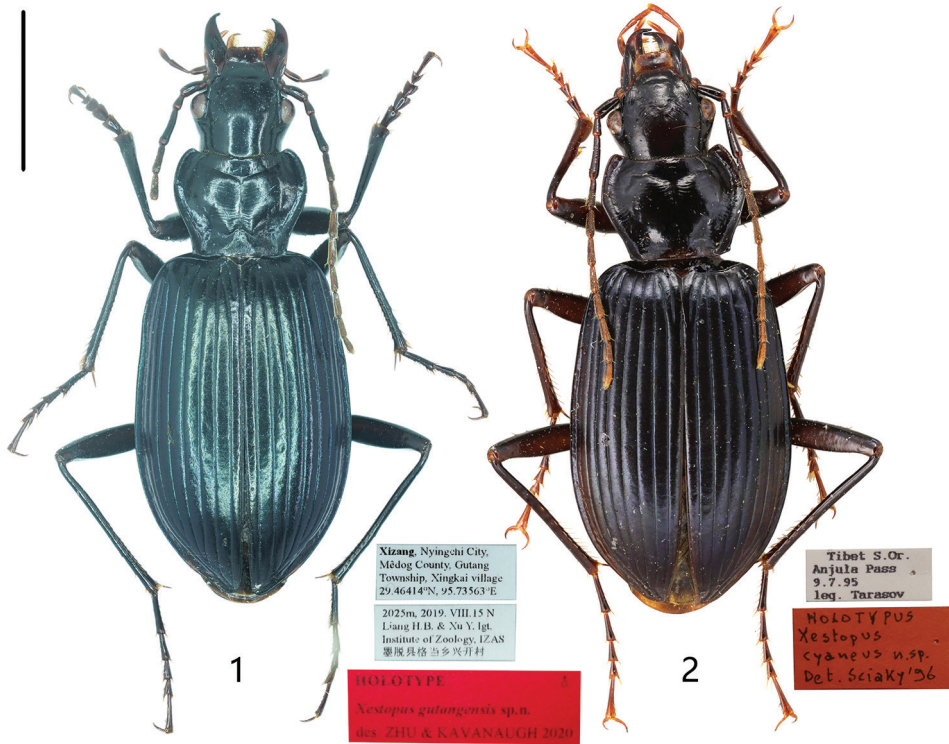 Xizang, Nyingchi City,
Mêdog County, Gutang
Township, Xingkai village
29.46414°N, 95.73563°E
2025m, 2019. VIII.15 N
Liang H.B. & Xu Y. lgt.
Institute of Zoology, IZAS
墨脱县格当乡兴开村
HOLOTYPE ♂
Xestopus gutangensis sp.n.
des. ZHU & KAVANAUGH 2020
1
Tibet S.Or.
Anjula Pass
9.7.95
leg. Tarasov
HOLOTYPUS
Xestopus
cyaneus n.sp.
Det. Sciaky '96
2